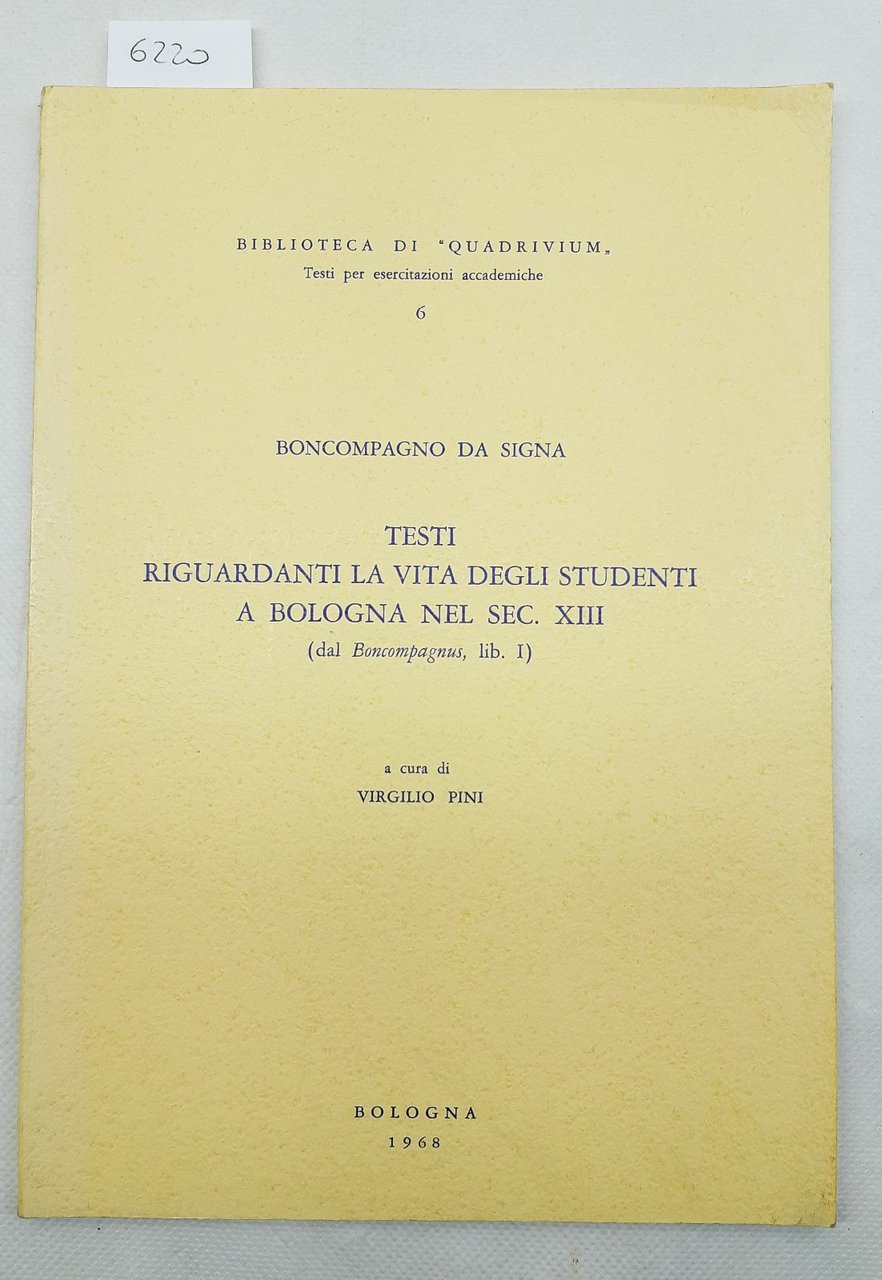 6220
BIBLIOTECA DI “QUADRIVIUM„
Testi per esercitazioni accademiche
6
BONCOMPAGNO DA SIGNA
TESTI
RIGUARDANTI LA VITA DEGLI STUDENTI
A BOLOGNA NEL SEC. XIII
(dal Boncompagnus, lib. I)
a cura di
VIRGILIO PINI
BOLOGNA
1968